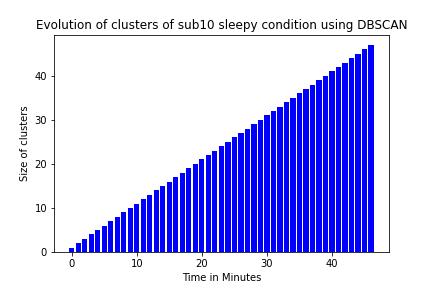 Evolution of clusters of sub10 sleepy condition using DBSCAN
40
30
20
10
0
Size of clusters
0 10 20 30 40
Time in Minutes